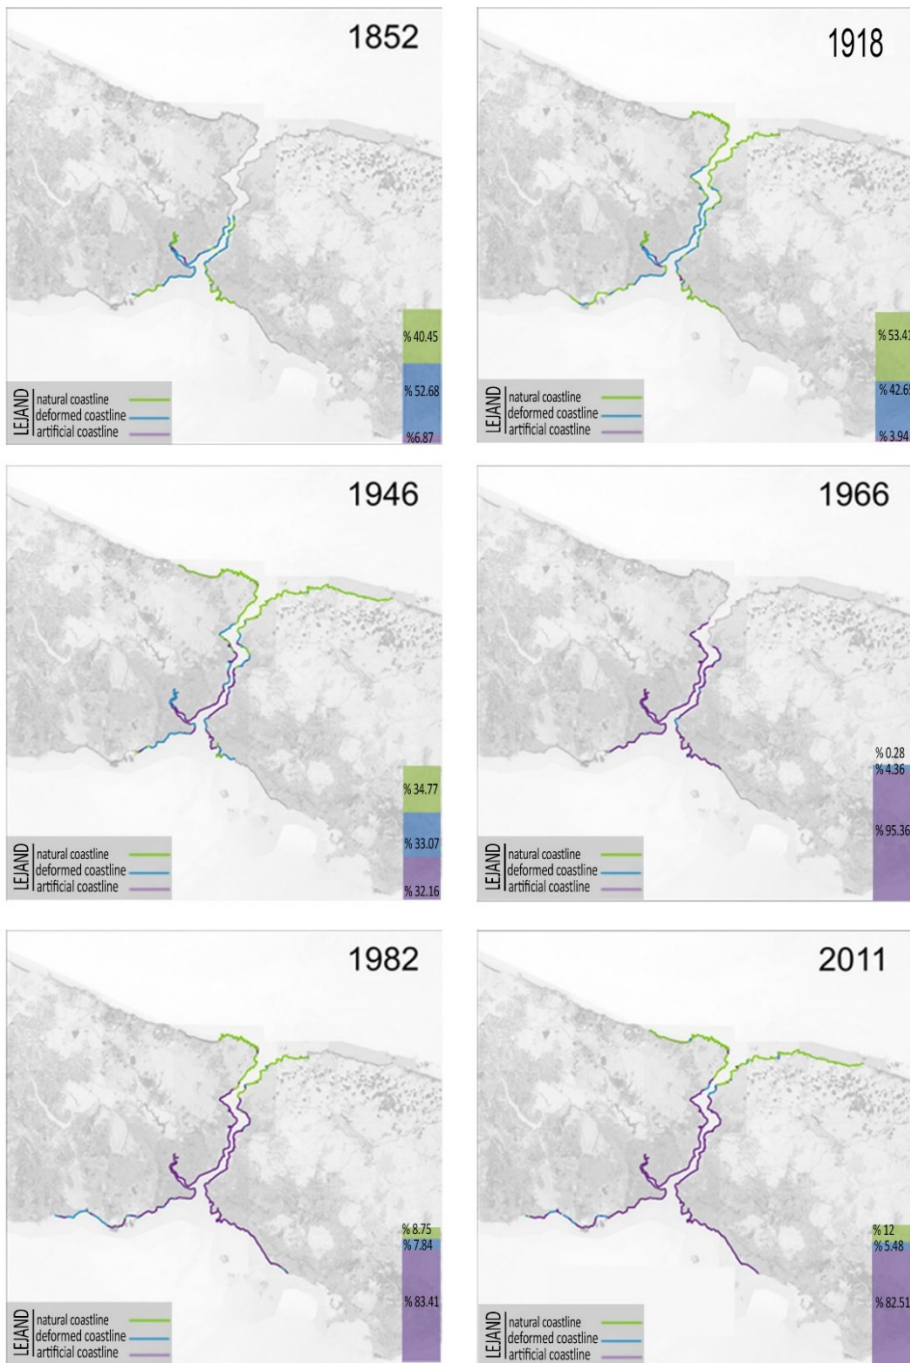 1852
% 40.45
% 52.68
%6.87
LEJAND
natural coastline
deformed coastline
artificial coastline
1918
% 53.41
% 42.65
% 3.94
LEJAND
natural coastline
deformed coastline
artificial coastline
1946
% 34.77
% 33.07
% 32.16
LEJAND
natural coastline
deformed coastline
artificial coastline
1966
% 0.28
% 4.36
% 95.36
LEJAND
natural coastline
deformed coastline
artificial coastline
1982
% 8.75
% 7.84
% 83.41
LEJAND
natural coastline
deformed coastline
artificial coastline
2011
% 12
% 5.48
% 82.51
LEJAND
natural coastline
deformed coastline
artificial coastline